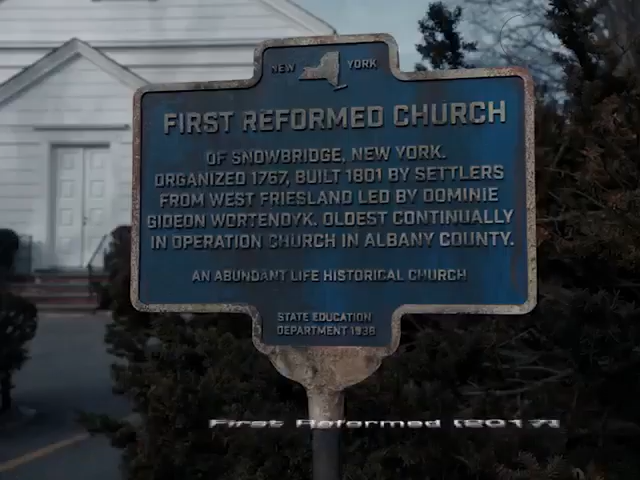 NEW YORK
FIRST REFORMED CHURCH
OF SNOWBRIDGE, NEW YORK.
ORGANIZED 1767, BUILT 1801 BY SETTLERS
FROM WEST FRIESLAND LED BY DOMINIE
GIDEON WORTENDYK. OLDEST CONTINUALLY
IN OPERATION CHURCH IN ALBANY COUNTY.
AN ABUNDANT LIFE HISTORICAL CHURCH
STATE EDUCATION
DEPARTMENT 1938
First Reformed [2017]